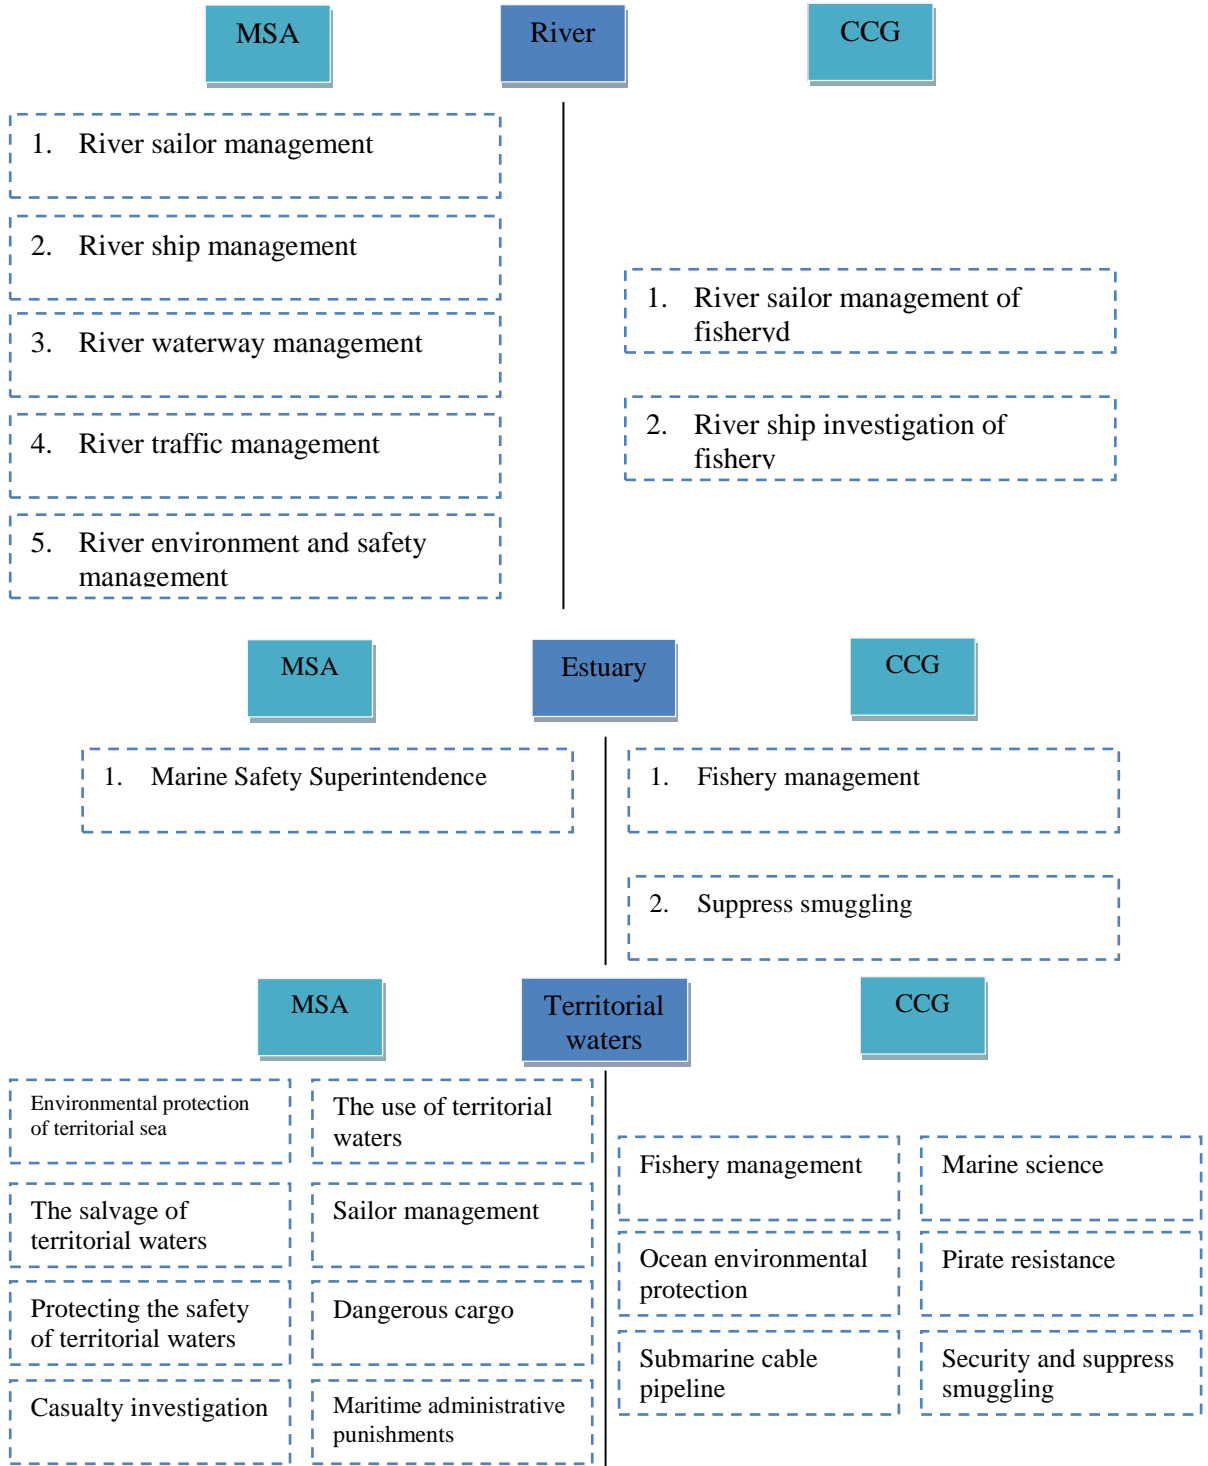 MSA
River
CCG
1. River sailor management
2. River ship management
3. River waterway management
4. River traffic management
5. River environment and safety
management
1. River sailor management of
fisheryd
2. River ship investigation of
fishery
MSA
Estuary
CCG
1. Marine Safety Superintendence
1. Fishery management
2. Suppress smuggling
MSA
Territorial
waters
CCG
Environmental protection
of territorial sea
The use of territorial
waters
The salvage of
territorial waters
Sailor management
Protecting the safety
of territorial waters
Dangerous cargo
Casualty investigation
Maritime administrative
punishments
Fishery management
Marine science
Ocean environmental
protection
Pirate resistance
Submarine cable
pipeline
Security and suppress
smuggling